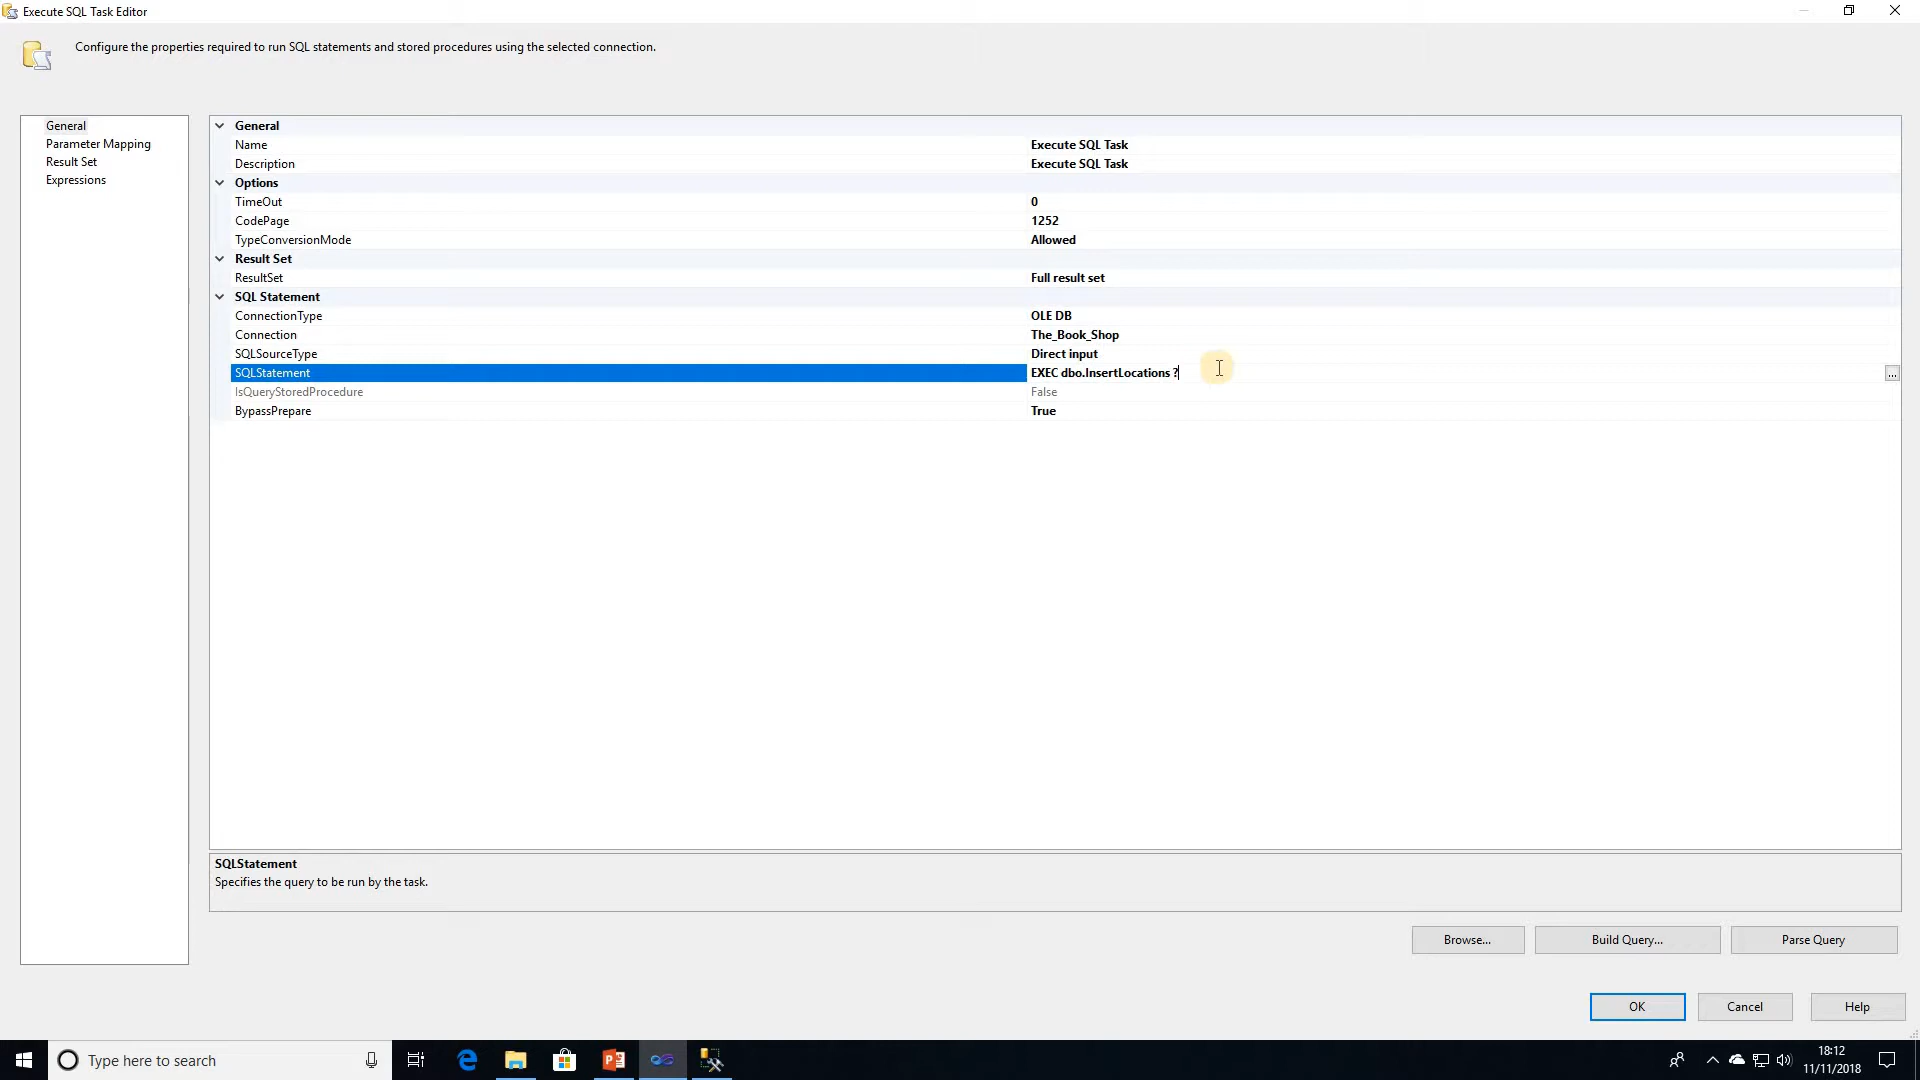 Execute SQL Task Editor
Configure the properties required to run SQL statements and stored procedures using the selected connection.
General
Parameter Mapping
Result Set
Expressions
General
Name Execute SQL Task
Description Execute SQL Task
Options
TimeOut 0
CodePage 1252
TypeConversionMode Allowed
Result Set
ResultSet Full result set
SQL Statement
ConnectionType OLE DB
Connection The_Book_Shop
SQLSourceType Direct input
SQLStatement EXEC dbo.InsertLocations ? ...
IsQueryStoredProcedure False
BypassPrepare True
SQLStatement
Specifies the query to be run by the task.
Browse... Build Query... Parse Query
OK Cancel Help
Type here to search
18:12
11/11/2018